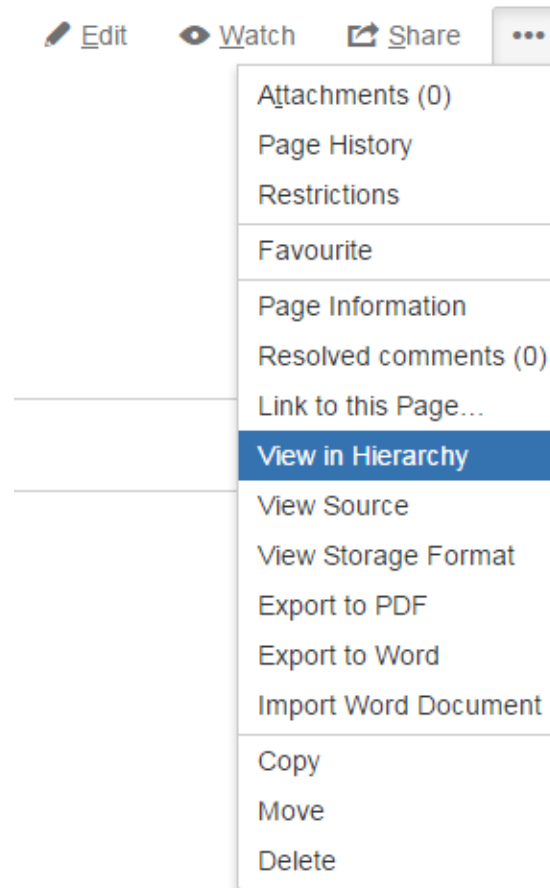 Edit Watch Share •••
Attachments (0)
Page History
Restrictions
Favourite
Page Information
Resolved comments (0)
Link to this Page...
View in Hierarchy
View Source
View Storage Format
Export to PDF
Export to Word
Import Word Document
Copy
Move
Delete